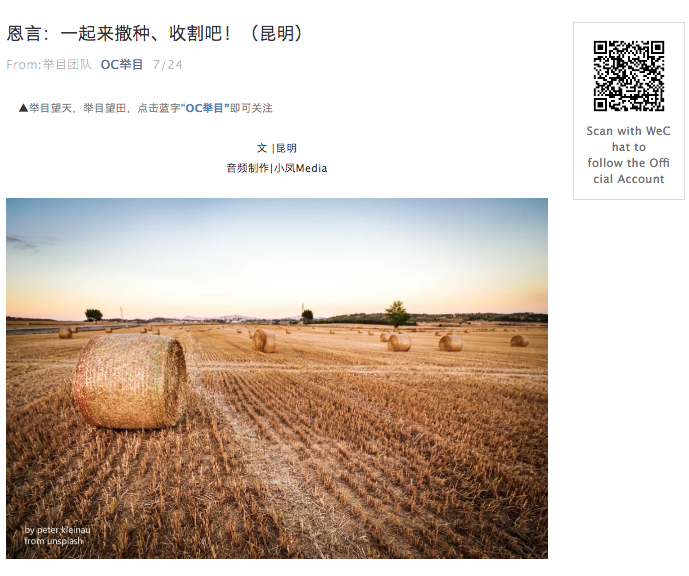 恩言：一起来撒种、收割吧！（昆明）
From:举目团队 OC举目 7/24
▲举目望天，举目望田，点击蓝字"OC举目"即可关注
文 |昆明
音频制作|小凤Media
by peter kleinau
from unsplash
Scan with WeC
hat to
follow the Offi
cial Account